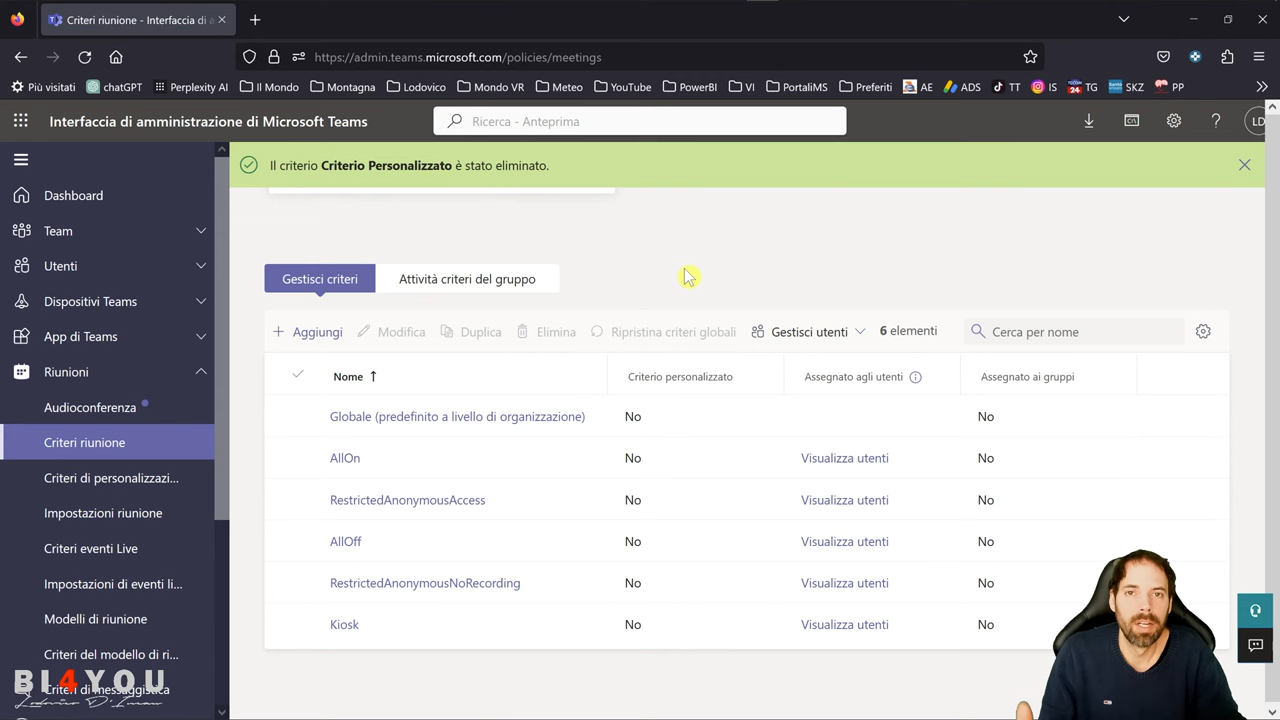 Criteri riunione - Interfaccia di a
https://admin.teams.microsoft.com/policies/meetings
Più visitati
chatGPT
Perplexity AI
Il Mondo
Montagna
Lodovico
Mondo VR
Meteo
YouTube
PowerBI
VI
PortaliMS
Preferiti
AE
ADS
TT
IS
TG
SKZ
PP
Interfaccia di amministrazione di Microsoft Teams
Ricerca - Anteprima
LD
Il criterio Criterio Personalizzato è stato eliminato.
Dashboard
Team
Utenti
Dispositivi Teams
App di Teams
Riunioni
Audioconferenza
Criteri riunione
Criteri di personalizzazi...
Impostazioni riunione
Criteri eventi Live
Impostazioni di eventi li...
Modelli di riunione
Criteri del modello di ri...
Criteri di messaggistica
BI4YOU
Gestisci criteri
Attività criteri del gruppo
Aggiungi
Modifica
Duplica
Elimina
Ripristina criteri globali
Gestisci utenti
6 elementi
Cerca per nome
Nome ↑ Criterio personalizzato Assegnato agli utenti Assegnato ai gruppi
Globale (predefinito a livello di organizzazione) No No
AllOn No Visualizza utenti No
RestrictedAnonymousAccess No Visualizza utenti No
AllOff No Visualizza utenti No
RestrictedAnonymousNoRecording No Visualizza utenti No
Kiosk No Visualizza utenti No